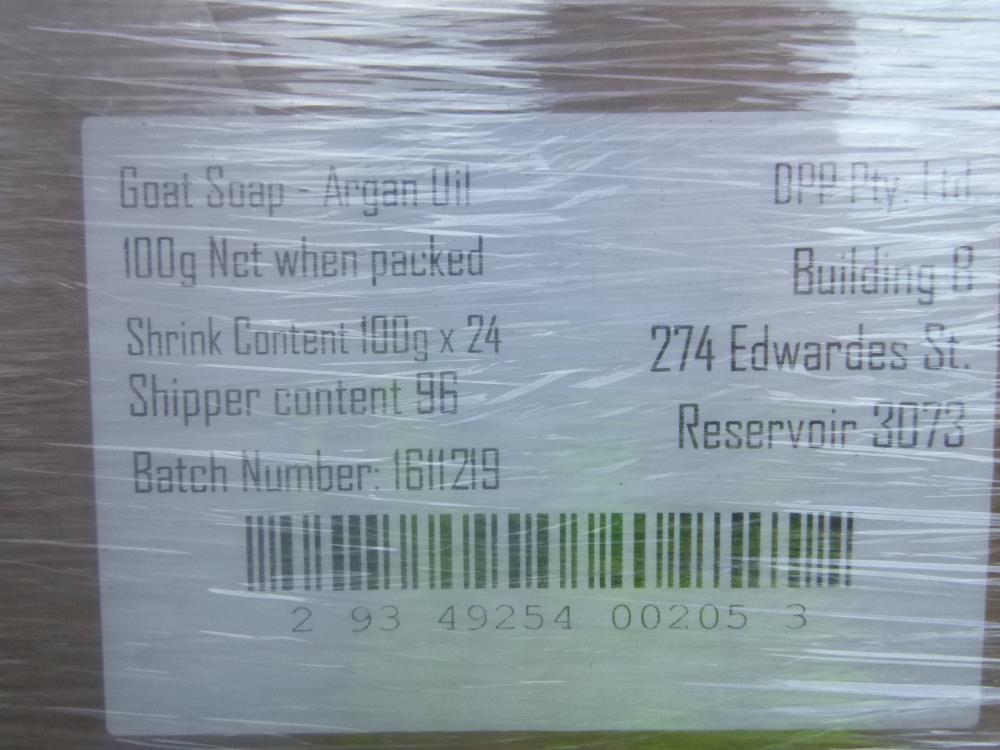 Goat Soap - Argan Oil
100g Net when packed
Shrink Content 100g x 24
Shipper content 96
Batch Number: 1611219
DPP Pty. Ltd.
Building 8
274 Edwardes St.
Reservoir 3073
2 93 49254 00205 3